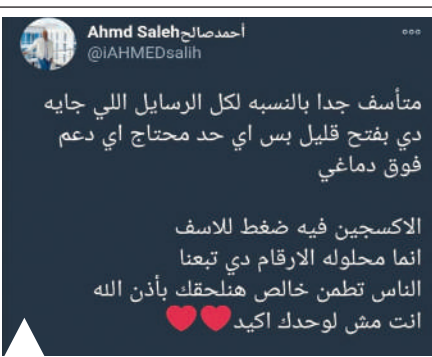 Ahmd Salehأحمدصالح
@iAHMEDsalih
متأسف جدا بالنسبه لكل الرسايل اللي جايه
دي بفتح قليل بس اي حد محتاج اي دعم
فوق دماغي
الاكسجين فيه ضغط للاسف
انما محلوله الارقام دي تبعنا
الناس تطمن خالص هنلحقك بأذن الله
انت مش لوحدك اكيد❤️❤️